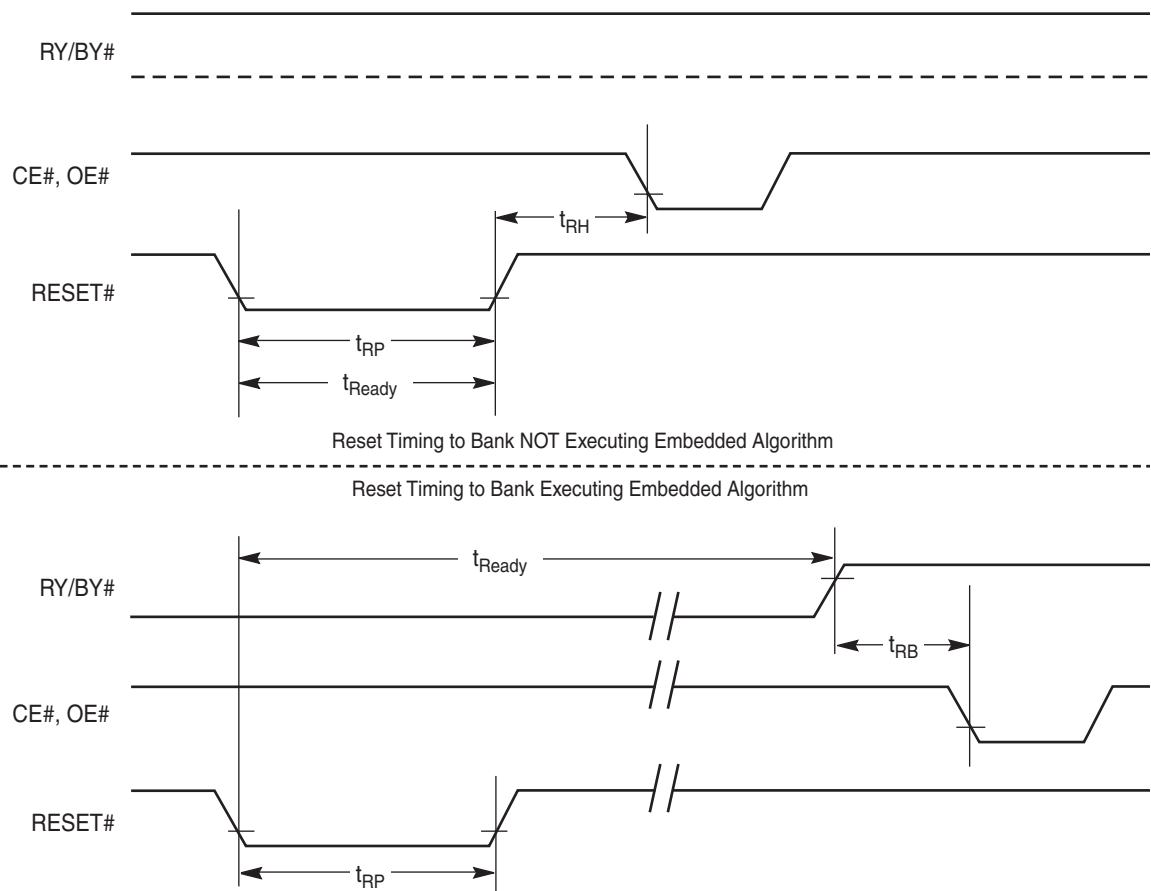 RY/BY#
CE#, OE#
tRH
RESET#
tRP
tReady
Reset Timing to Bank NOT Executing Embedded Algorithm
Reset Timing to Bank Executing Embedded Algorithm
tReady
RY/BY#
tRB
CE#, OE#
RESET#
tRP